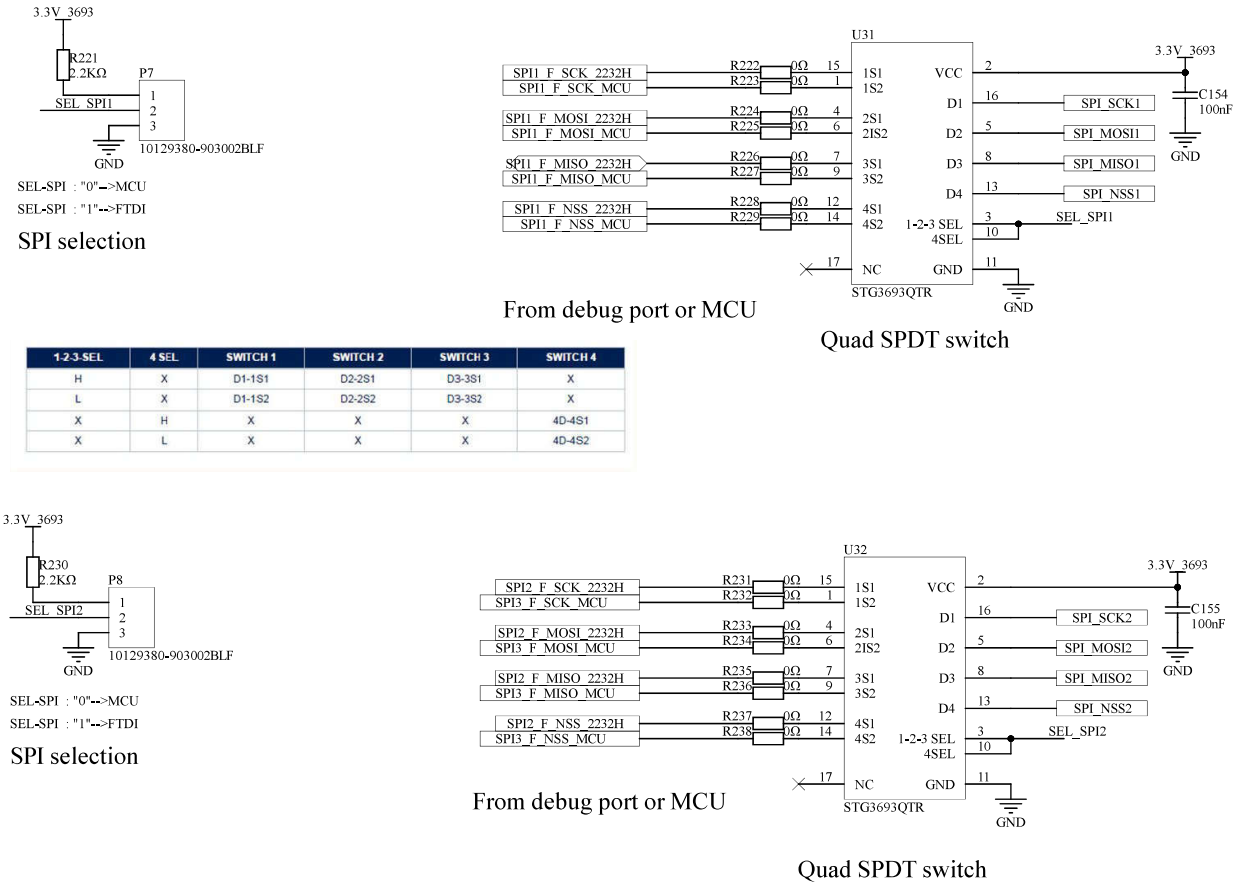 3.3V_3693
R221
2.2KΩ
P7
1
SEL_SPI1
2
3
GND
10129380-903002BLF
SEL-SPI : "0"-->MCU
SEL-SPI : "1"-->FTDI
SPI selection
U31
3.3V_3693
SPI1_F_SCK_2232H R222 0Ω 15 1S1 VCC 2
SPI1_F_SCK_MCU R223 0Ω 1 1S2
C154
100nF
D1 16 SPI_SCK1
SPI1_F_MOSI_2232H R224 0Ω 4 2S1
SPI1_F_MOSI_MCU R225 0Ω 6 2IS2 D2 5 SPI_MOSI1
GND
SPI1_F_MISO_2232H R226 0Ω 7 3S1 D3 8 SPI_MISO1
SPI1_F_MISO_MCU R227 0Ω 9 3S2
D4 13 SPI_NSS1
SPI1_F_NSS_2232H R228 0Ω 12 4S1
SPI1_F_NSS_MCU R229 0Ω 14 4S2 1-2-3 SEL 3 SEL_SPI1
4SEL 10
17 NC GND 11
STG3693QTR
GND
From debug port or MCU
Quad SPDT switch
1-2-3-SEL 4 SEL SWITCH 1 SWITCH 2 SWITCH 3 SWITCH 4
H X D1-1S1 D2-2S1 D3-3S1 X
L X D1-1S2 D2-2S2 D3-3S2 X
X H X X X 4D-4S1
X L X X X 4D-4S2
3.3V_3693
R230
2.2KΩ
P8
1
SEL_SPI2
2
3
GND
10129380-903002BLF
SEL-SPI : "0"-->MCU
SEL-SPI : "1"-->FTDI
SPI selection
U32
3.3V_3693
SPI2_F_SCK_2232H R231 0Ω 15 1S1 VCC 2
SPI3_F_SCK_MCU R232 0Ω 1 1S2
C155
100nF
D1 16 SPI_SCK2
SPI2_F_MOSI_2232H R233 0Ω 4 2S1
SPI3_F_MOSI_MCU R234 0Ω 6 2IS2 D2 5 SPI_MOSI2
GND
SPI2_F_MISO_2232H R235 0Ω 7 3S1 D3 8 SPI_MISO2
SPI3_F_MISO_MCU R236 0Ω 9 3S2
D4 13 SPI_NSS2
SPI2_F_NSS_2232H R237 0Ω 12 4S1
SPI3_F_NSS_MCU R238 0Ω 14 4S2 1-2-3 SEL 3 SEL_SPI2
4SEL 10
17 NC GND 11
STG3693QTR
GND
From debug port or MCU
Quad SPDT switch